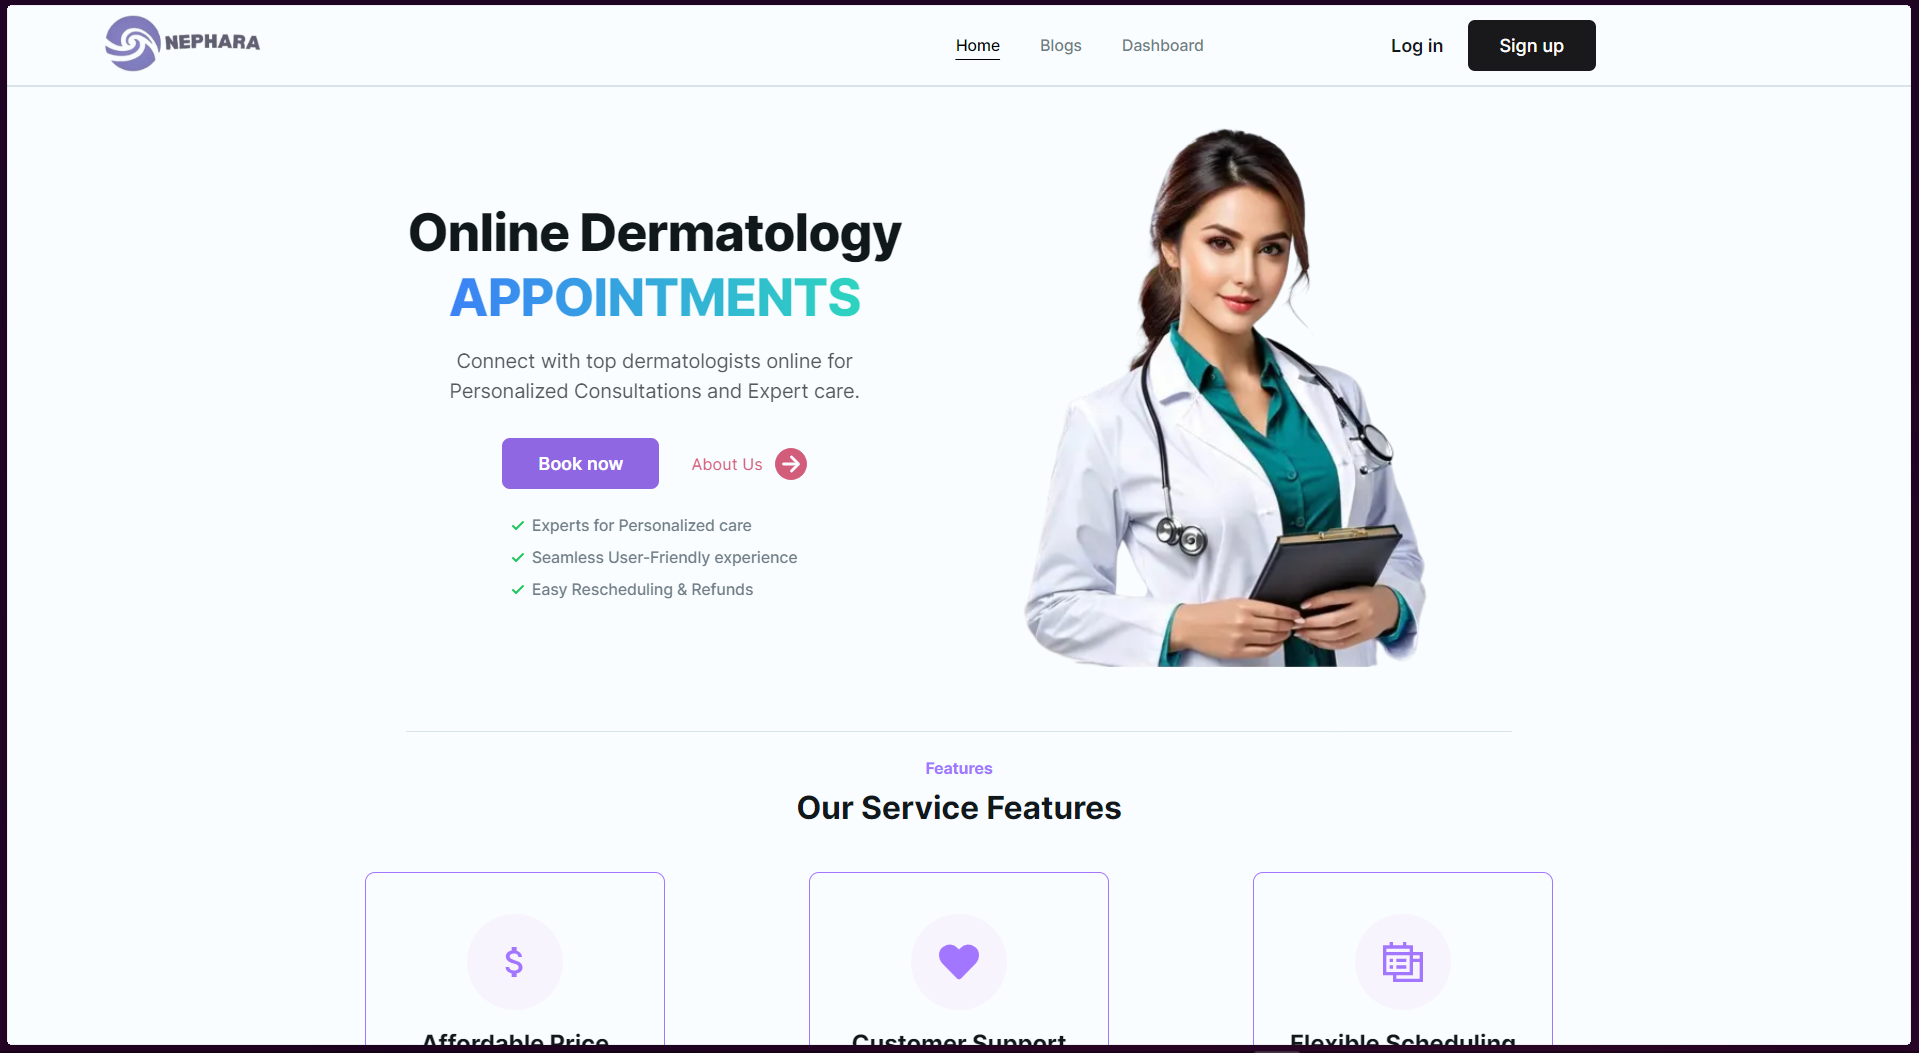 NEPHARA
Home
Blogs
Dashboard
Log in
Sign up
Online Dermatology
APPOINTMENTS
Connect with top dermatologists online for
Personalized Consultations and Expert care.
Book now
About Us
Experts for Personalized care
Seamless User-Friendly experience
Easy Rescheduling & Refunds
Features
Our Service Features
$
Affordable Price
Customer Support
Flexible Scheduling